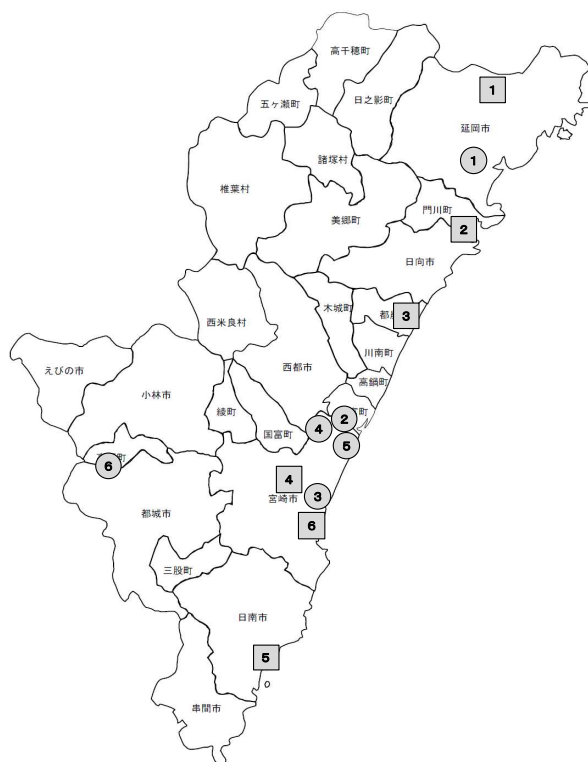 高千穂町
五ヶ瀬町
日之影町
1
延岡市
諸塚村
1
椎葉村
門川町
美郷町
2
日向市
木城町
西米良村
都
3
川南町
えびの市
西都市
高鍋町
小林市
綾町
2
町
4
国富町
5
町
6
4
3
宮崎市
都城市
6
三股町
日南市
5
串間市